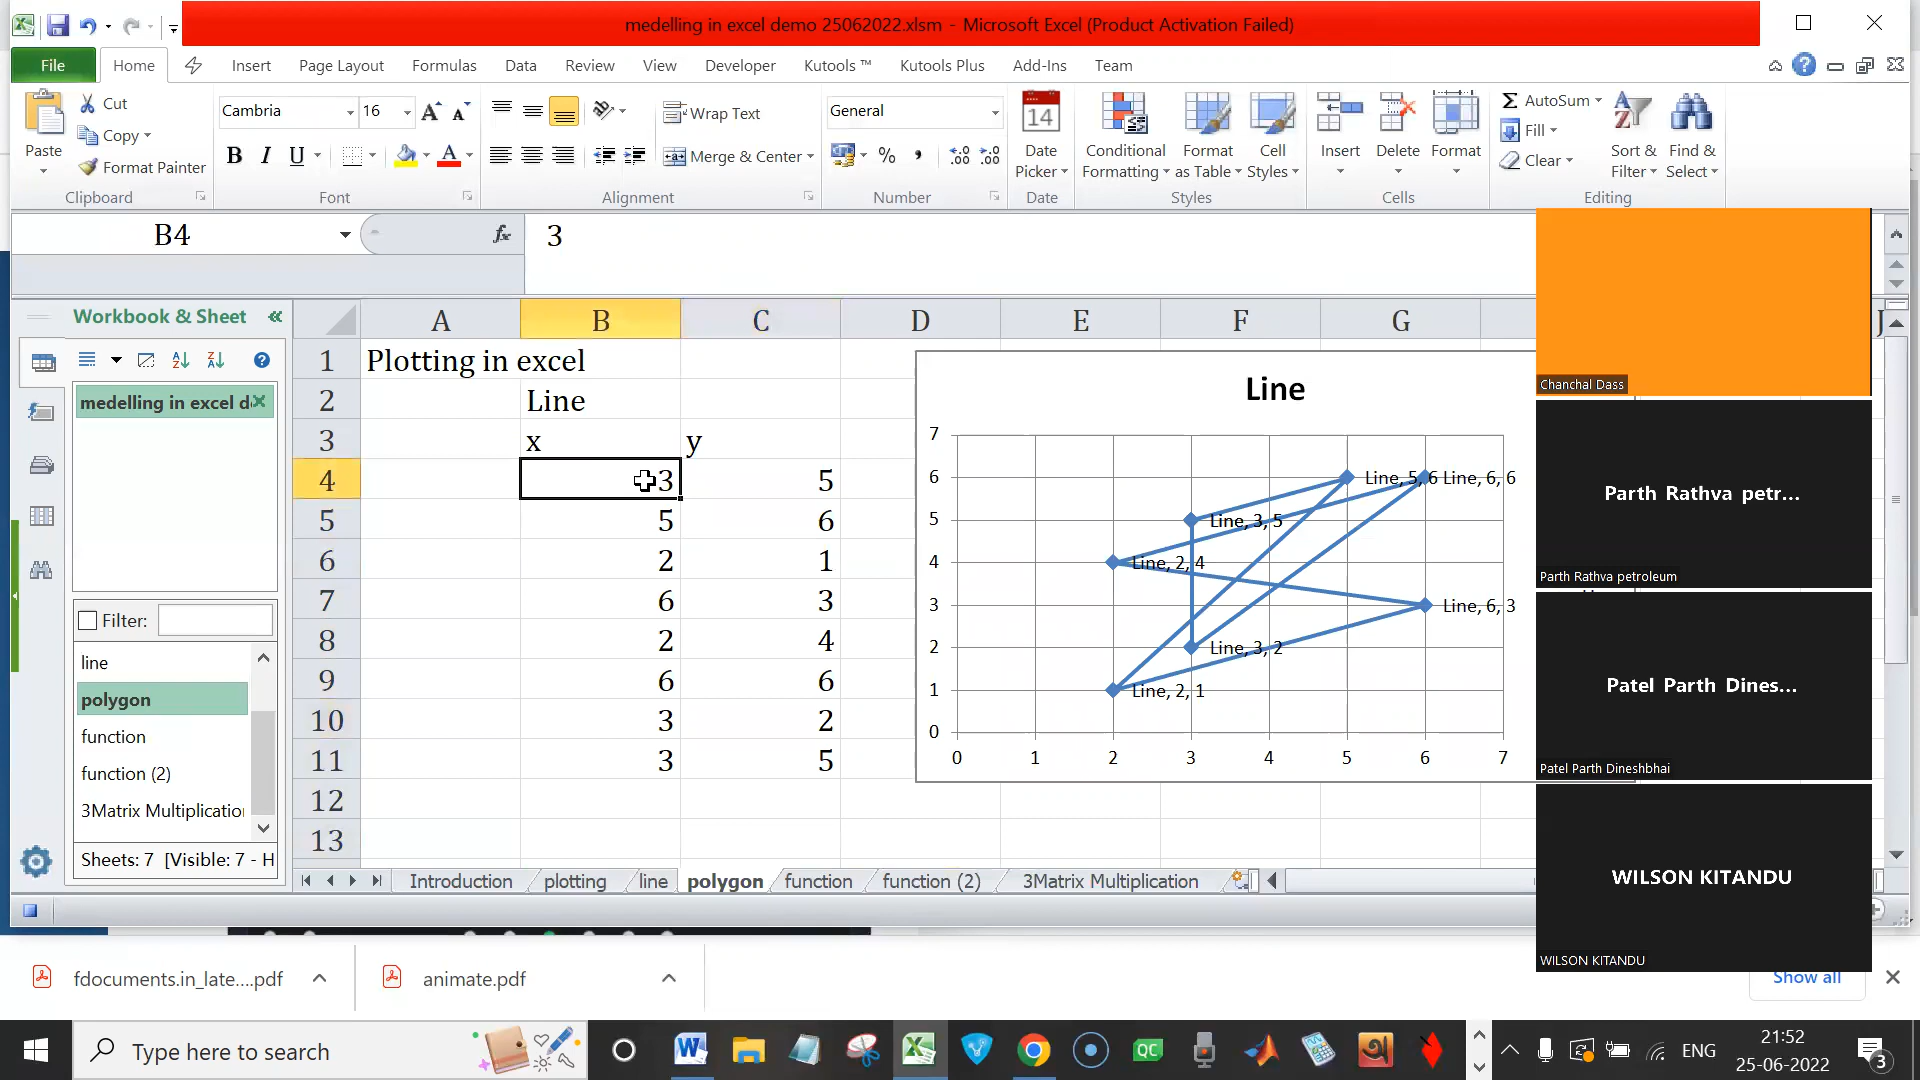 medelling in excel demo 25062022.xlsm - Microsoft Excel (Product Activation Failed)
File Home Insert Page Layout Formulas Data Review View Developer Kutools ™ Kutools Plus Add-Ins Team
Paste
Cut
Copy
Format Painter
Clipboard
Cambria 16
B I U A
Font
Wrap Text
Merge & Center
Alignment
General
% ,
Number
14
Date Picker
Date
Conditional Formatting
Format as Table
Cell Styles
Styles
Insert
Delete
Format
Cells
Σ AutoSum
Fill
Clear
Sort & Filter
Find & Select
Editing
B4 fx 3
Workbook & Sheet
medelling in excel d
Filter:
line
polygon
function
function (2)
3Matrix Multiplication
Sheets: 7 [Visible: 7 - H
A B C D E F G J
1 Plotting in excel
2 Line
3 x y
4 3 5
5 5 6
6 2 1
7 6 3
8 2 4
9 6 6
10 3 2
11 3 5
12
13
Line
7
6
5
4
3
2
1
0
0 1 2 3 4 5 6 7
Line, 5, 6
Line, 6, 6
Line, 3, 5
Line, 2, 4
Line, 6, 3
Line, 3, 2
Line, 2, 1
Chanchal Dass
Parth Rathva petr...
Parth Rathva petroleum
Patel Parth Dines...
Patel Parth Dineshbhai
WILSON KITANDU
WILSON KITANDU
Introduction plotting line polygon function function (2) 3Matrix Multiplication
fdocuments.in_late....pdf
animate.pdf
Show all
Type here to search
QC
ENG
21:52
25-06-2022
3